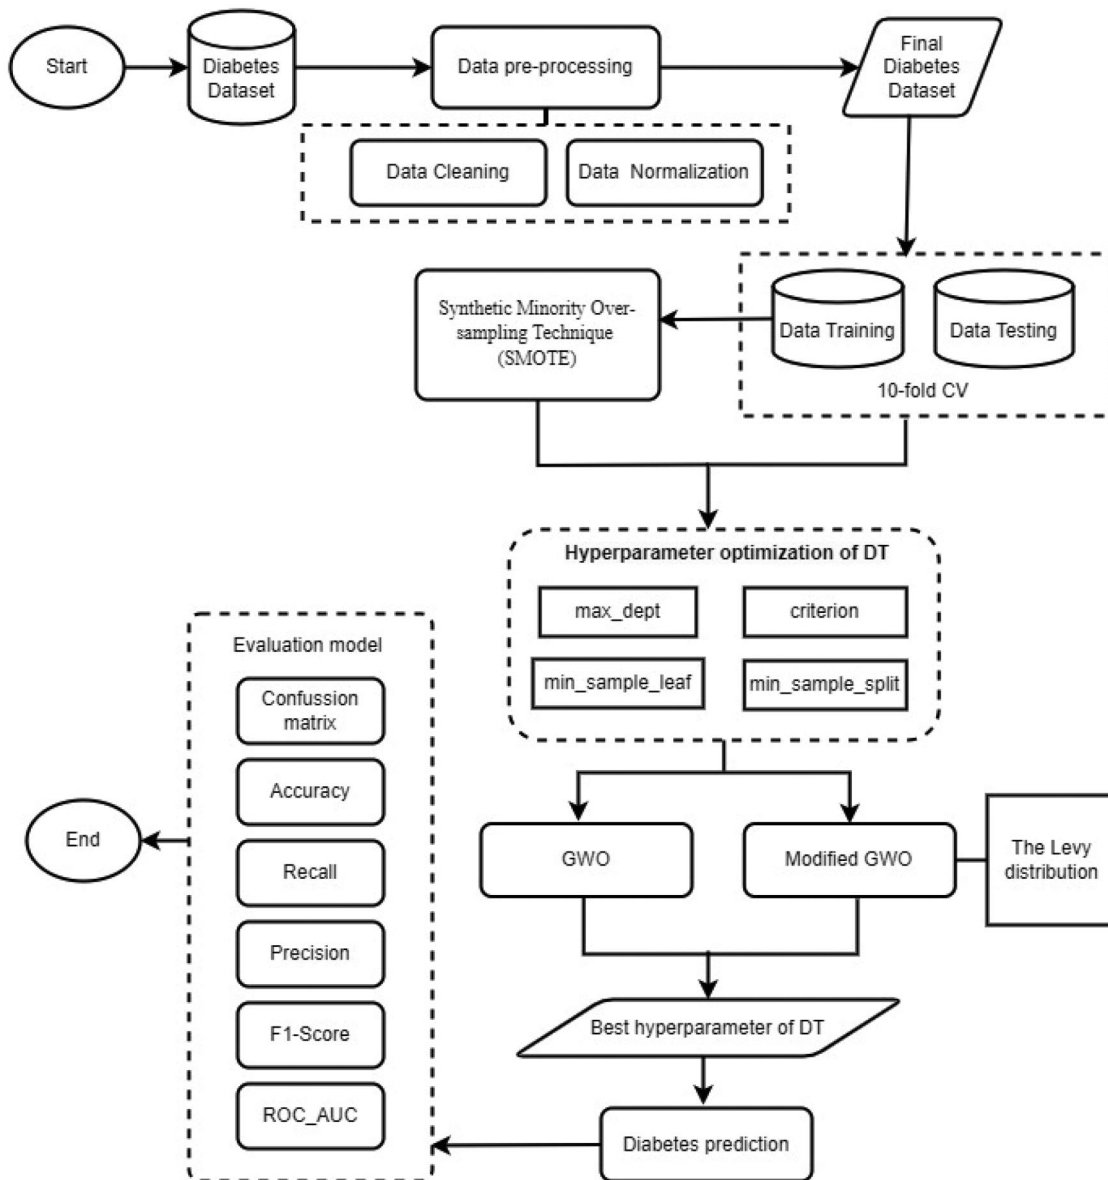 Start
Diabetes
Dataset
Data pre-processing
Final
Diabetes
Dataset
Data Cleaning
Data Normalization
Synthetic Minority Over-
sampling Technique
(SMOTE)
Data Training
Data Testing
10-fold CV
Hyperparameter optimization of DT
max_dept
criterion
min_sample_leaf
min_sample_split
GWO
Modified GWO
The Levy
distribution
Best hyperparameter of DT
Diabetes prediction
Evaluation model
Confussion
matrix
Accuracy
Recall
Precision
F1-Score
ROC_AUC
End